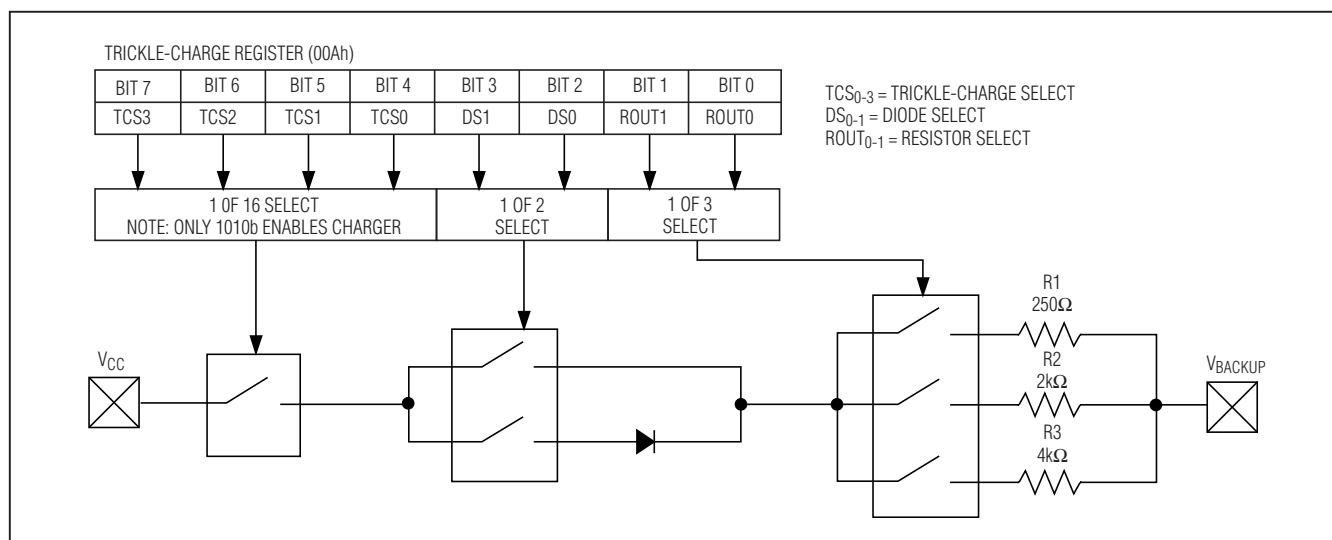 TRICKLE-CHARGE REGISTER (00Ah)
BIT 7 BIT 6 BIT 5 BIT 4 BIT 3 BIT 2 BIT 1 BIT 0
TCS3 TCS2 TCS1 TCS0 DS1 DS0 ROUT1 ROUT0
TCS0-3 = TRICKLE-CHARGE SELECT
DS0-1 = DIODE SELECT
ROUT0-1 = RESISTOR SELECT
1 OF 16 SELECT
NOTE: ONLY 1010b ENABLES CHARGER
1 OF 2
SELECT
1 OF 3
SELECT
R1
250Ω
VCC
R2
2kΩ
VBACKUP
R3
4kΩ